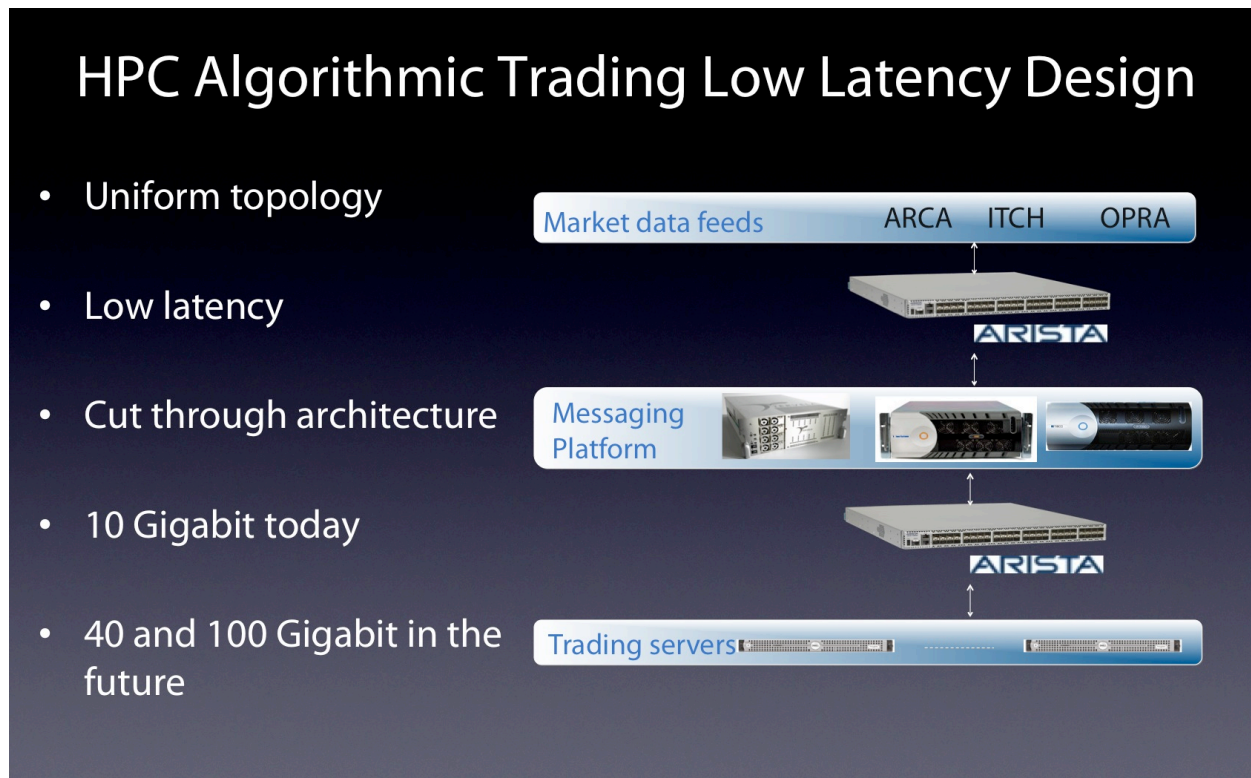 HPC Algorithmic Trading Low Latency Design
• Uniform topology
• Low latency
• Cut through architecture
• 10 Gigabit today
• 40 and 100 Gigabit in the
future
Market data feeds ARCA ITCH OPRA
ARISTA
Messaging
Platform
ARISTA
Trading servers